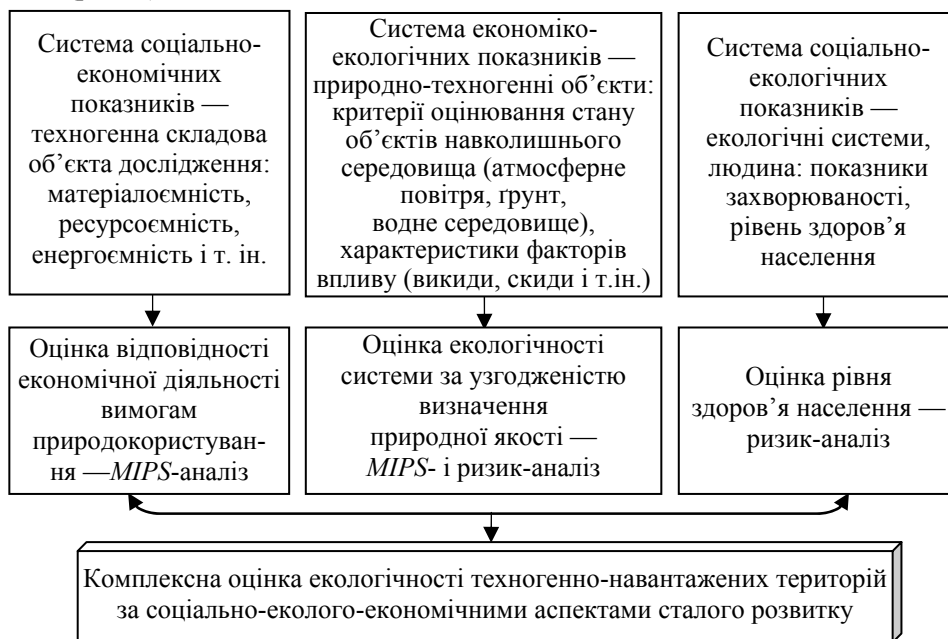 Система соціально-
економічних
показників —
техногенна складова
об’єкта дослідження:
матеріалоємність,
ресурсоємність,
енергоємність і т. ін.
Система економіко-
екологічних показників —
природно-техногенні об’єкти:
критерії оцінювання стану
об’єктів навколишнього
середовища (атмосферне
повітря, ґрунт,
водне середовище),
характеристики факторів
впливу (викиди, скиди і т.ін.)
Система соціально-
екологічних
показників —
екологічні системи,
людина: показники
захворюваності,
рівень здоров’я
населення
Оцінка відповідності
економічної діяльності
вимогам
природокористуван-
ня —MIPS-аналіз
Оцінка екологічності
системи за узгодженістю
визначення
природної якості —
MIPS- і ризик-аналіз
Оцінка рівня
здоров’я населення —
ризик-аналіз
Комплексна оцінка екологічності техногенно-навантажених територій
за соціально-еколого-економічними аспектами сталого розвитку